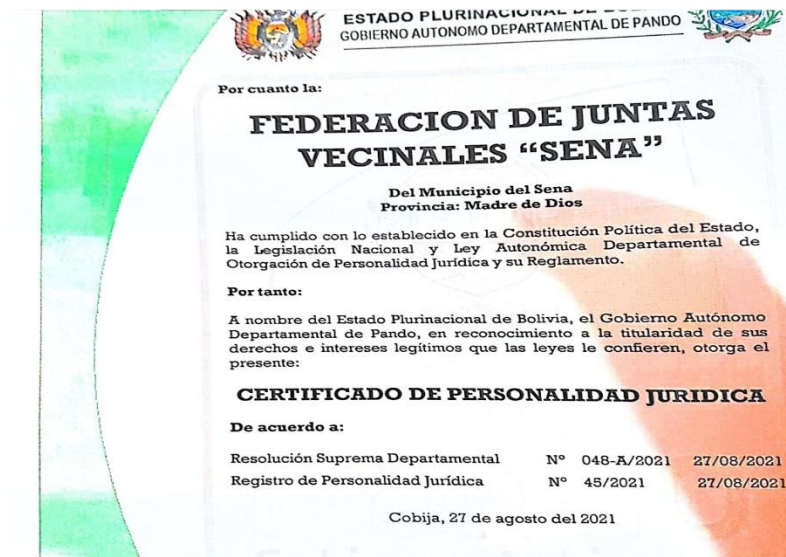 ESTADO PLURINACIONAL DE
GOBIERNO AUTONOMO DEPARTAMENTAL DE PANDO
Por cuanto la:
FEDERACION DE JUNTAS
VECINALES “SENA”
Del Municipio del Sena
Provincia: Madre de Dios
Ha cumplido con lo establecido en la Constitución Política del Estado,
la Legislación Nacional y Ley Autonómica Departamental de
Otorgación de Personalidad Jurídica y su Reglamento.
Por tanto:
A nombre del Estado Plurinacional de Bolivia, el Gobierno Autónomo
Departamental de Pando, en reconocimiento a la titularidad de sus
derechos e intereses legítimos que las leyes le confieren, otorga el
presente:
CERTIFICADO DE PERSONALIDAD JURIDICA
De acuerdo a:
Resolución Suprema Departamental Nº 048-A/2021 27/08/2021
Registro de Personalidad Jurídica Nº 45/2021 27/08/2021
Cobija, 27 de agosto del 2021